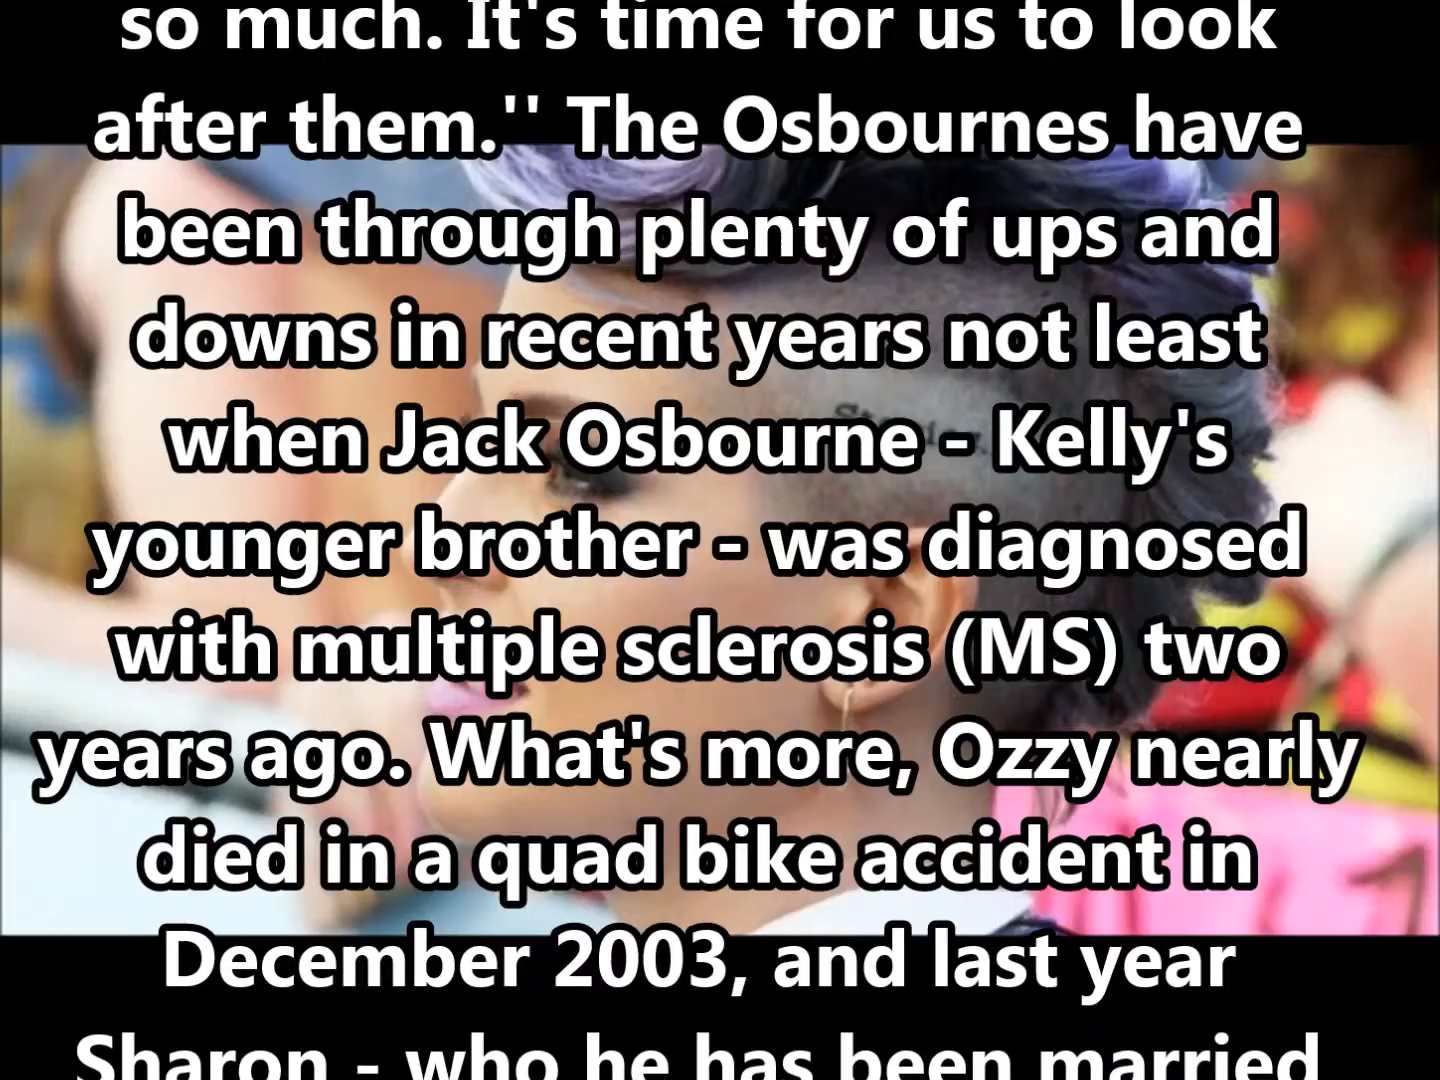 so much. It's time for us to look
after them.'' The Osbournes have
been through plenty of ups and
downs in recent years not least
when Jack Osbourne - Kelly's
younger brother - was diagnosed
with multiple sclerosis (MS) two
years ago. What's more, Ozzy nearly
died in a quad bike accident in
December 2003, and last year
Sharon - who he has been married